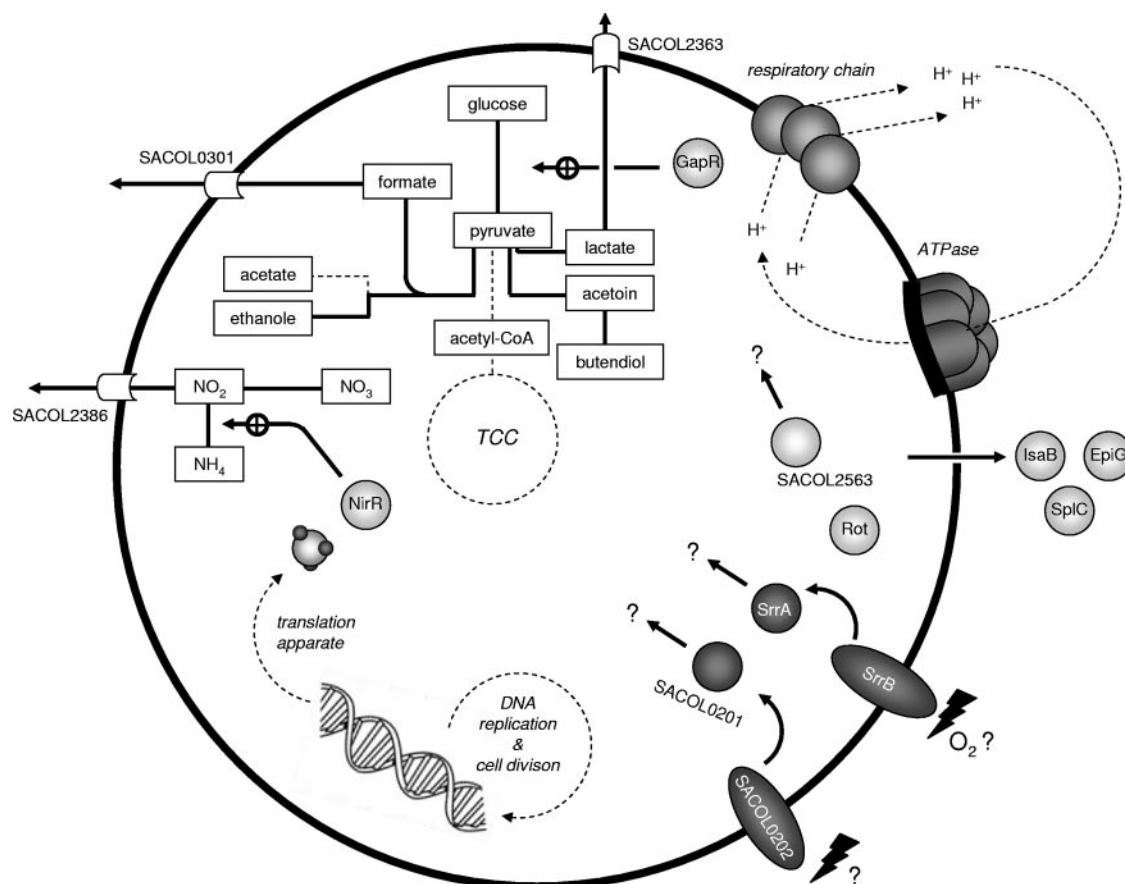 SACOL2363
respiratory chain
H+
H+
H+
glucose
SACOL0301
GapR
formate
pyruvate
lactate
H+
ATPase
acetate
H+
acetoin
ethanole
acetyl-CoA
butendiol
?
NO2
NO3
SACOL2386
TCC
IsaB
EpiG
NH4
SACOL2563
SplC
NirR
Rot
?
SrrA
?
translation
apparate
SrrB
SACOL0201
DNA
replication
&
cell divison
O2 ?
SACOL0202
?